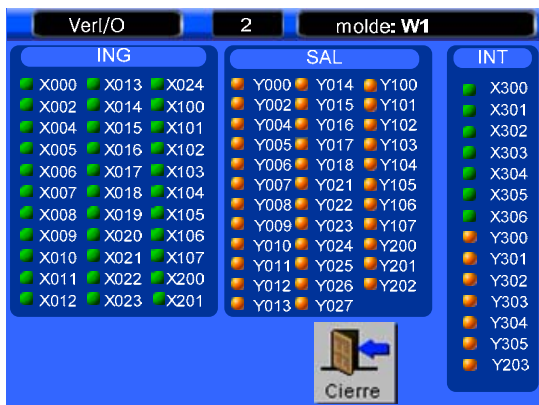 VerI/O 2 molde: W1
ING SAL INT
X000 X013 X024
X002 X014 X100
X004 X015 X101
X005 X016 X102
X006 X017 X103
X007 X018 X104
X008 X019 X105
X009 X020 X106
X010 X021 X107
X011 X022 X200
X012 X023 X201
Y000 Y014 Y100
Y002 Y015 Y101
Y004 Y016 Y102
Y005 Y017 Y103
Y006 Y018 Y104
Y007 Y021 Y105
Y008 Y022 Y106
Y009 Y023 Y107
Y010 Y024 Y200
Y011 Y025 Y201
Y012 Y026 Y202
Y013 Y027
X300
X301
X302
X303
X304
X305
X306
Y300
Y301
Y302
Y303
Y304
Y305
Y203
Cierre